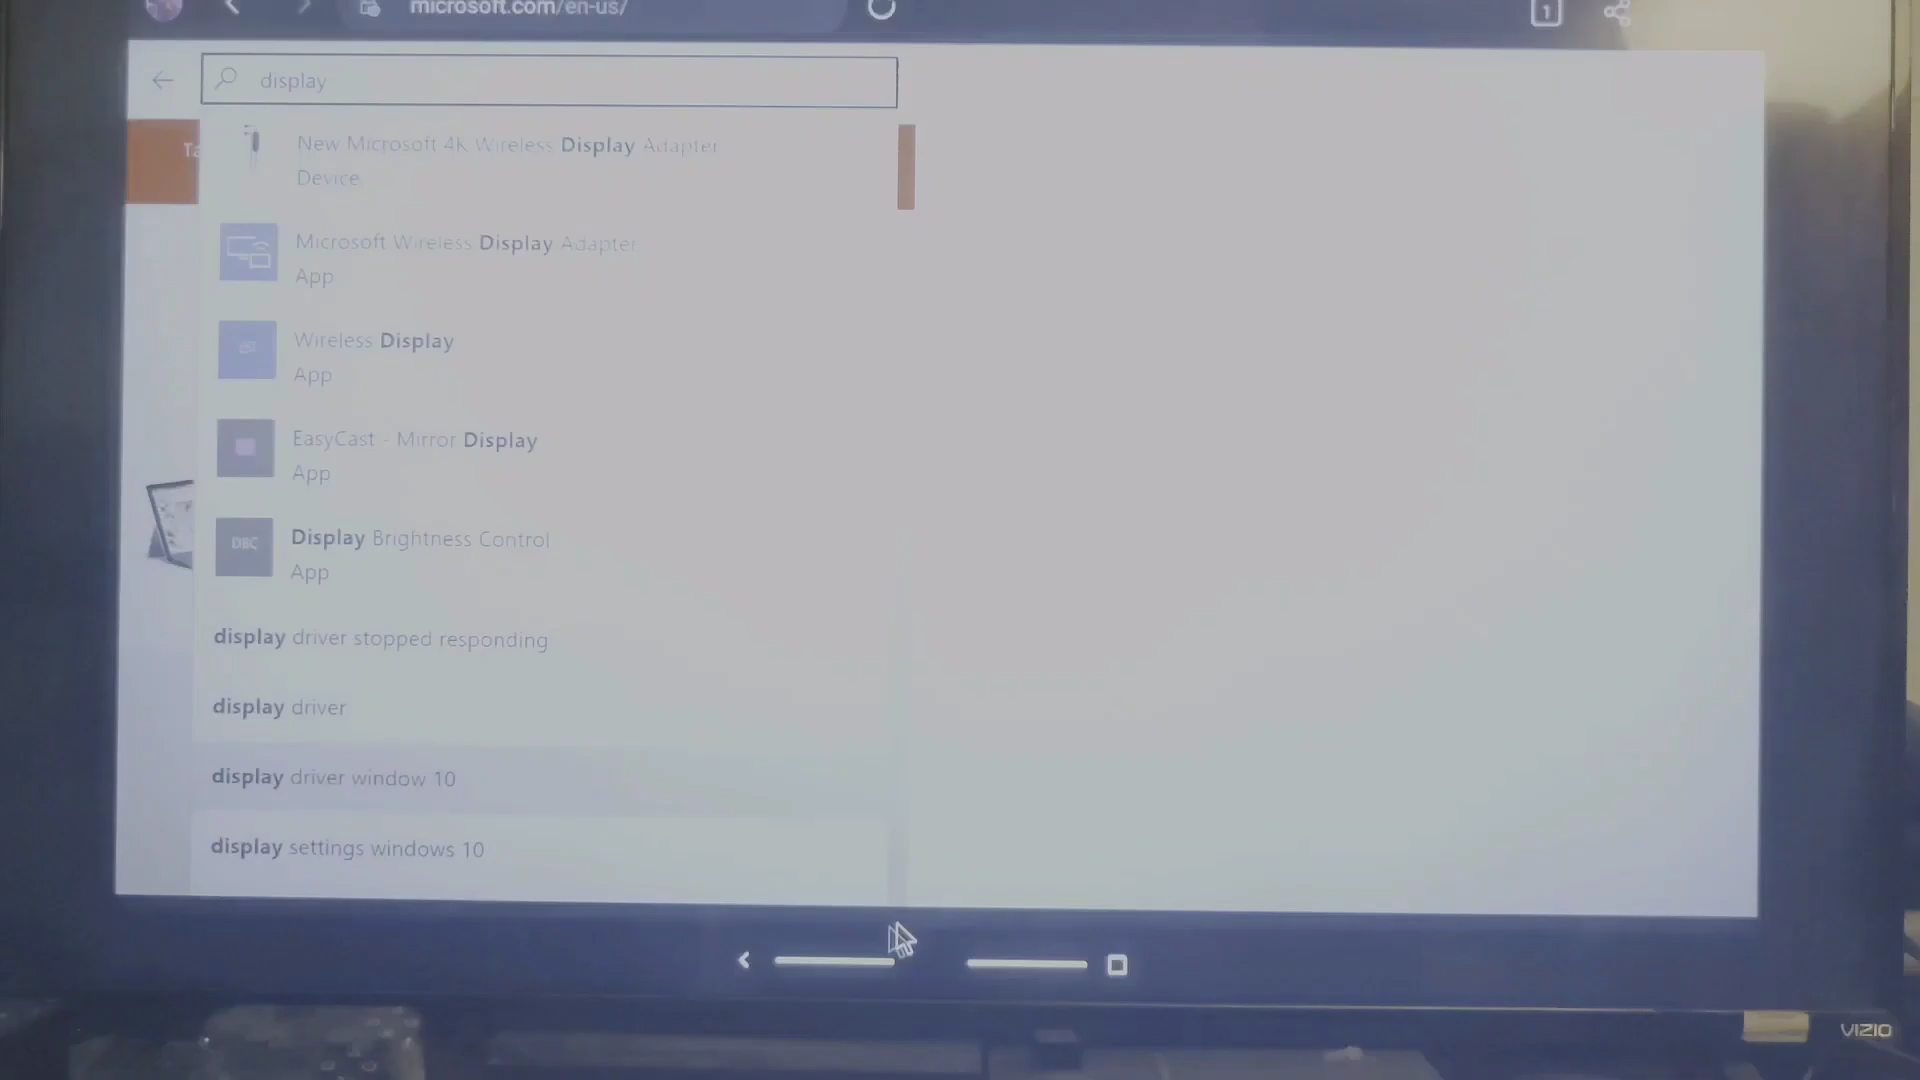 microsoft.com/en-us/
1
display
New Microsoft 4K Wireless Display Adapter
Device
Ta
Microsoft Wireless Display Adapter
App
Wireless Display
App
EasyCast - Mirror Display
App
DBC
Display Brightness Control
App
display driver stopped responding
display driver
display driver window 10
display settings windows 10
VIZIO